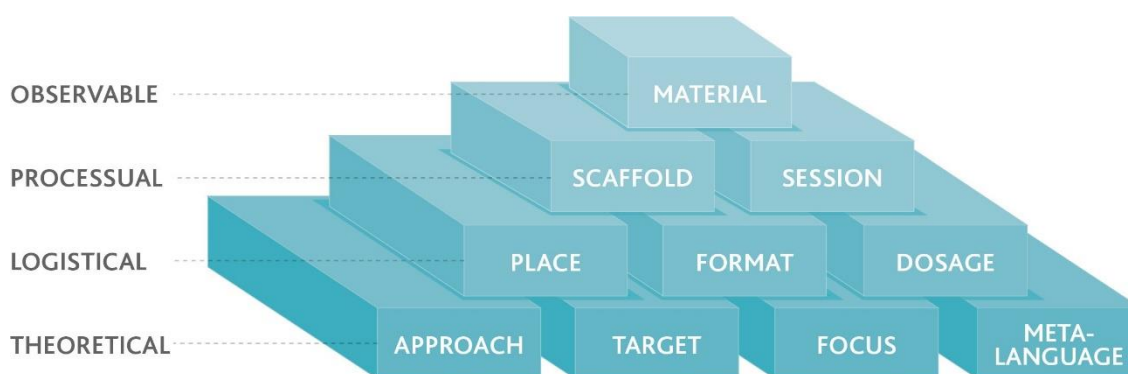 OBSERVABLE MATERIAL
PROCESSUAL SCAFFOLD SESSION
LOGISTICAL PLACE FORMAT DOSAGE
THEORETICAL APPROACH TARGET FOCUS META-
LANGUAGE